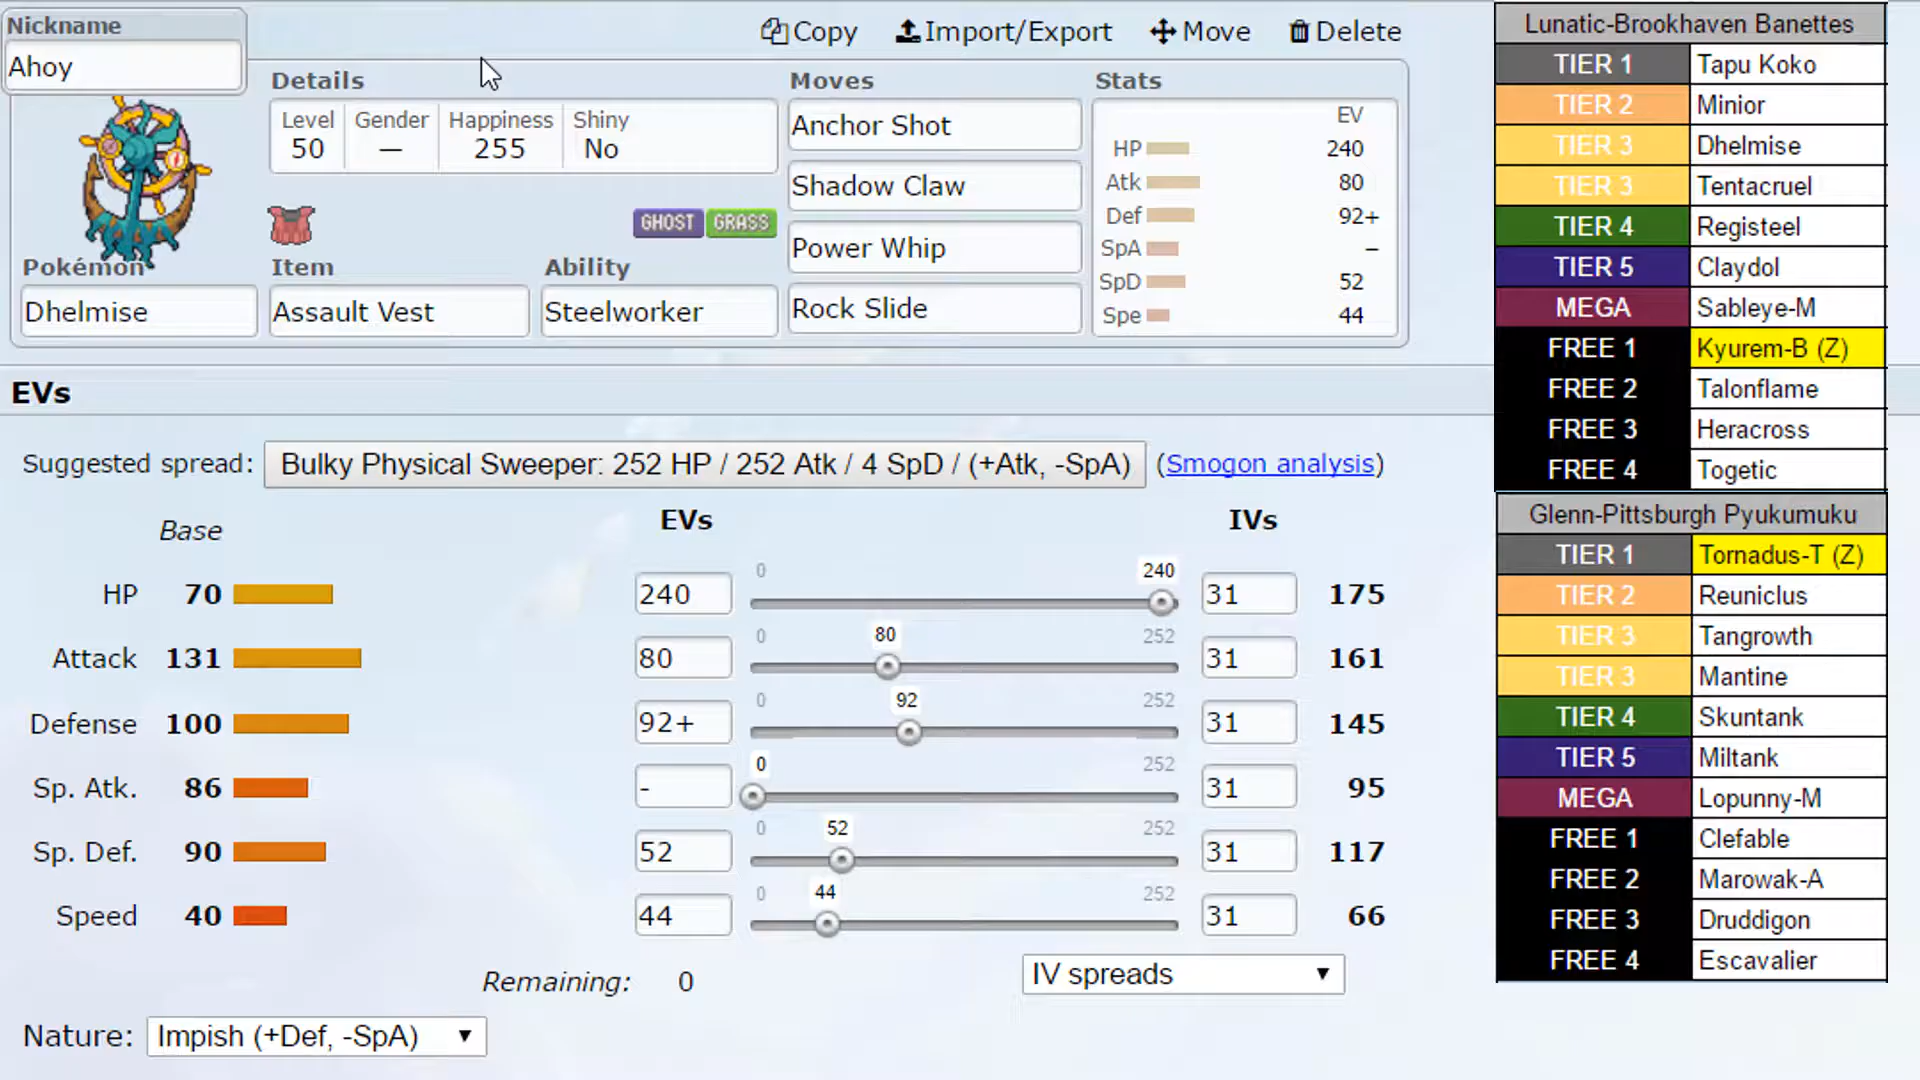 Nickname
Ahoy
Copy Import/Export Move Delete
Details
Level Gender Happiness Shiny
50 — 255 No
GHOST GRASS
Pokémon Item Ability
Dhelmise Assault Vest Steelworker
Moves
Anchor Shot
Shadow Claw
Power Whip
Rock Slide
Stats
EV
HP 240
Atk 80
Def 92+
SpA –
SpD 52
Spe 44
EVs
Suggested spread: Bulky Physical Sweeper: 252 HP / 252 Atk / 4 SpD / (+Atk, -SpA) (Smogon analysis)
Base EVs IVs
0 240
HP 70 240 31 175
0 80 252
Attack 131 80 31 161
0 92 252
Defense 100 92+ 31 145
0 252
Sp. Atk. 86 - 31 95
0 52 252
Sp. Def. 90 52 31 117
0 44 252
Speed 40 44 31 66
Remaining: 0 IV spreads
Nature: Impish (+Def, -SpA)
Lunatic-Brookhaven Banettes
TIER 1 Tapu Koko
TIER 2 Minior
TIER 3 Dhelmise
TIER 3 Tentacruel
TIER 4 Registeel
TIER 5 Claydol
MEGA Sableye-M
FREE 1 Kyurem-B (Z)
FREE 2 Talonflame
FREE 3 Heracross
FREE 4 Togetic
Glenn-Pittsburgh Pyukumuku
TIER 1 Tornadus-T (Z)
TIER 2 Reuniclus
TIER 3 Tangrowth
TIER 3 Mantine
TIER 4 Skuntank
TIER 5 Miltank
MEGA Lopunny-M
FREE 1 Clefable
FREE 2 Marowak-A
FREE 3 Druddigon
FREE 4 Escavalier